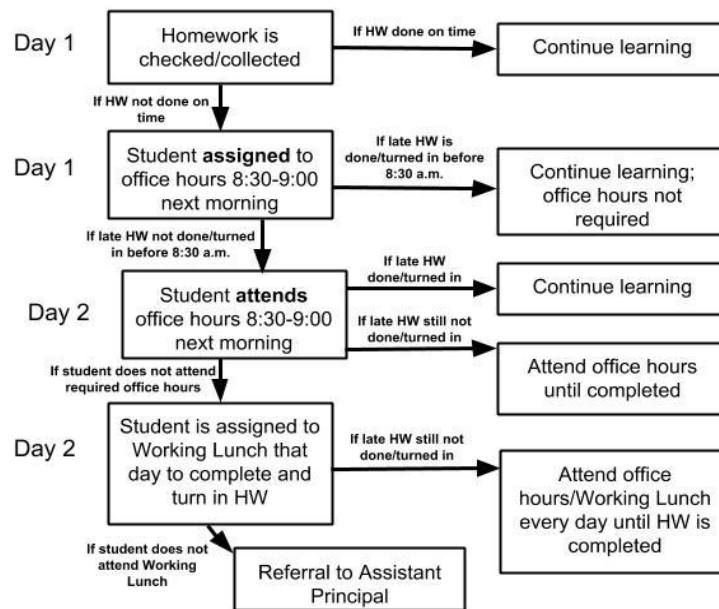 Day 1
Homework is
checked/collected
If HW done on time
Continue learning
If HW not done on
time
Day 1
Student assigned to
office hours 8:30-9:00
next morning
If late HW is
done/turned in before
8:30 a.m.
Continue learning;
office hours not
required
If late HW not done/turned
in before 8:30 a.m.
Day 2
Student attends
office hours 8:30-9:00
next morning
If late HW
done/turned in
Continue learning
If late HW still not
done/turned in
Attend office hours
until completed
If student does not attend
required office hours
Day 2
Student is assigned to
Working Lunch that
day to complete and
turn in HW
If late HW still not
done/turned in
Attend office
hours/Working Lunch
every day until HW is
completed
If student does not
attend Working
Lunch
Referral to Assistant
Principal